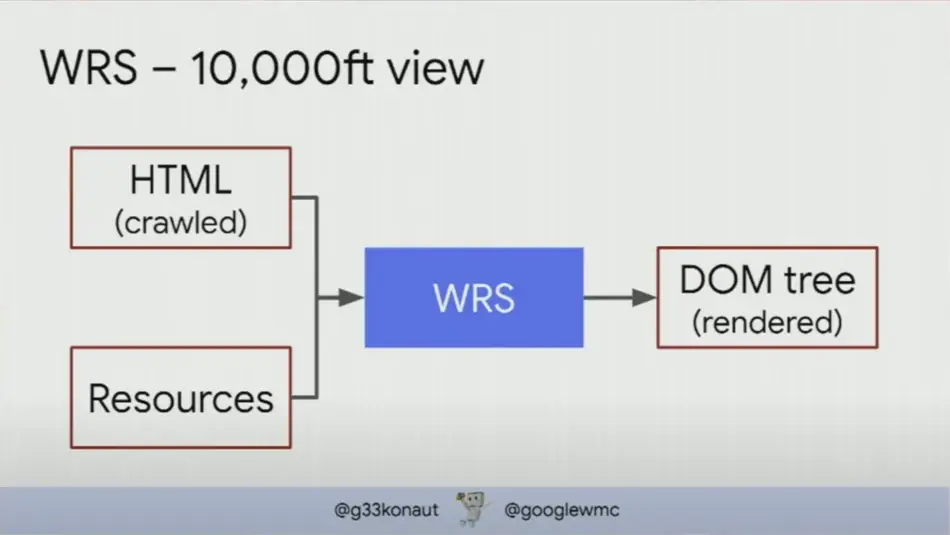 WRS – 10,000ft view
HTML
(crawled)
Resources
WRS
DOM tree
(rendered)
@g33konaut
@googlewmc